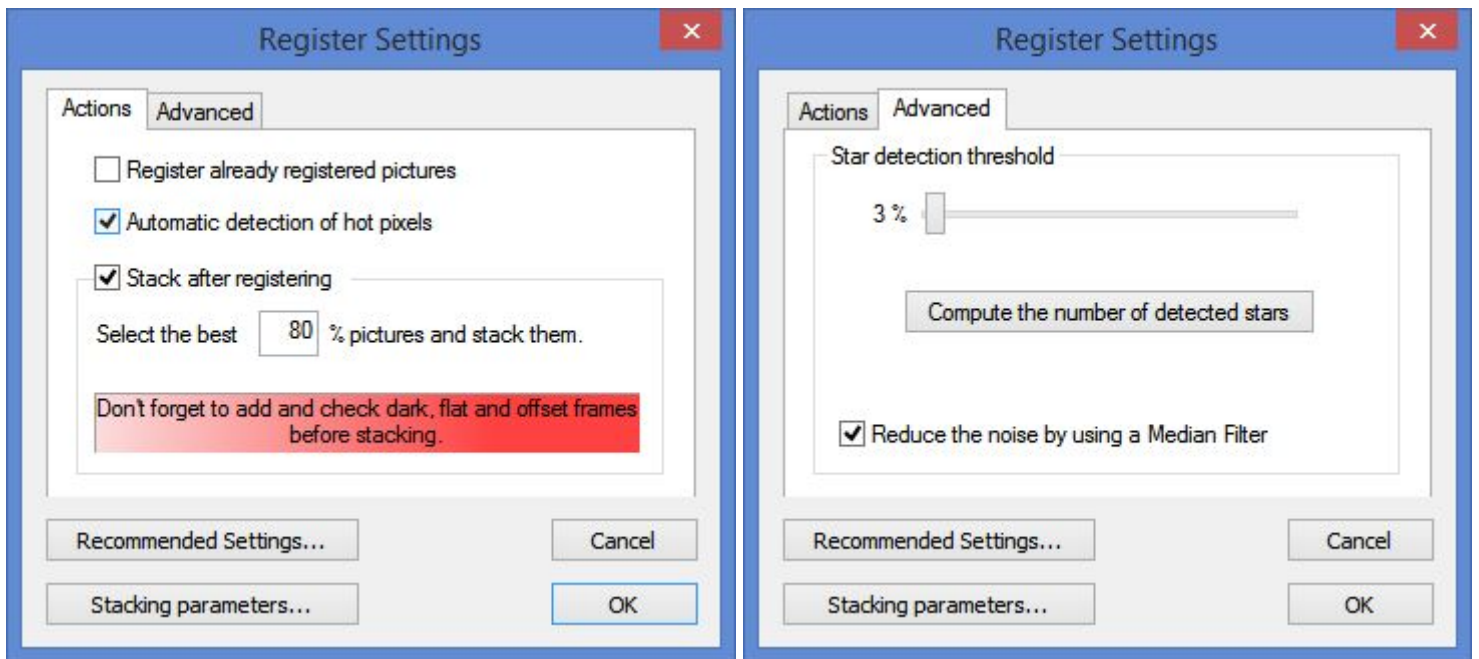 Register Settings
Actions Advanced
Register already registered pictures
Automatic detection of hot pixels
Stack after registering
Select the best 80 % pictures and stack them.
Don't forget to add and check dark, flat and offset frames
before stacking.
Recommended Settings... Cancel
Stacking parameters... OK
Register Settings
Actions Advanced
Star detection threshold
3 %
Compute the number of detected stars
Reduce the noise by using a Median Filter
Recommended Settings... Cancel
Stacking parameters... OK